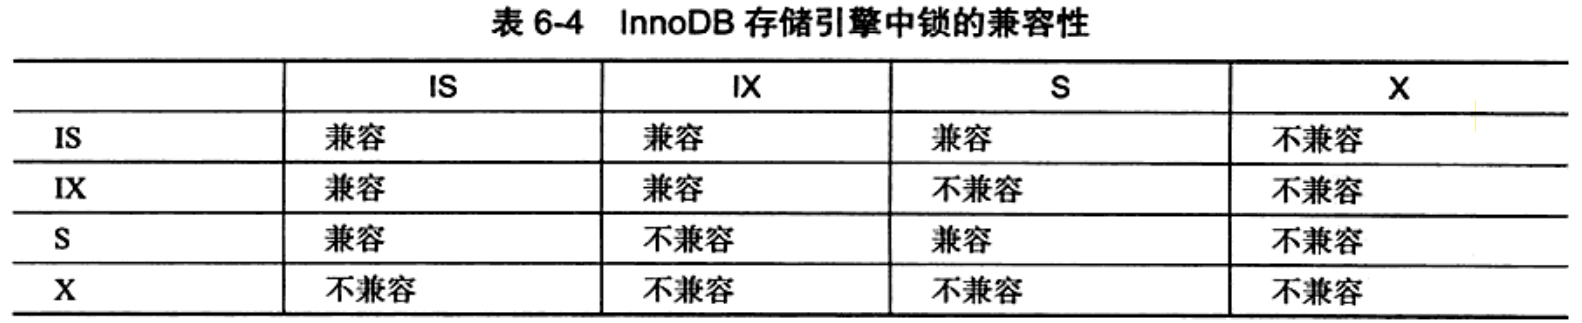 表 6-4 InnoDB 存储引擎中锁的兼容性
IS IX S X
IS 兼容 兼容 兼容 不兼容
IX 兼容 兼容 不兼容 不兼容
S 兼容 不兼容 兼容 不兼容
X 不兼容 不兼容 不兼容 不兼容